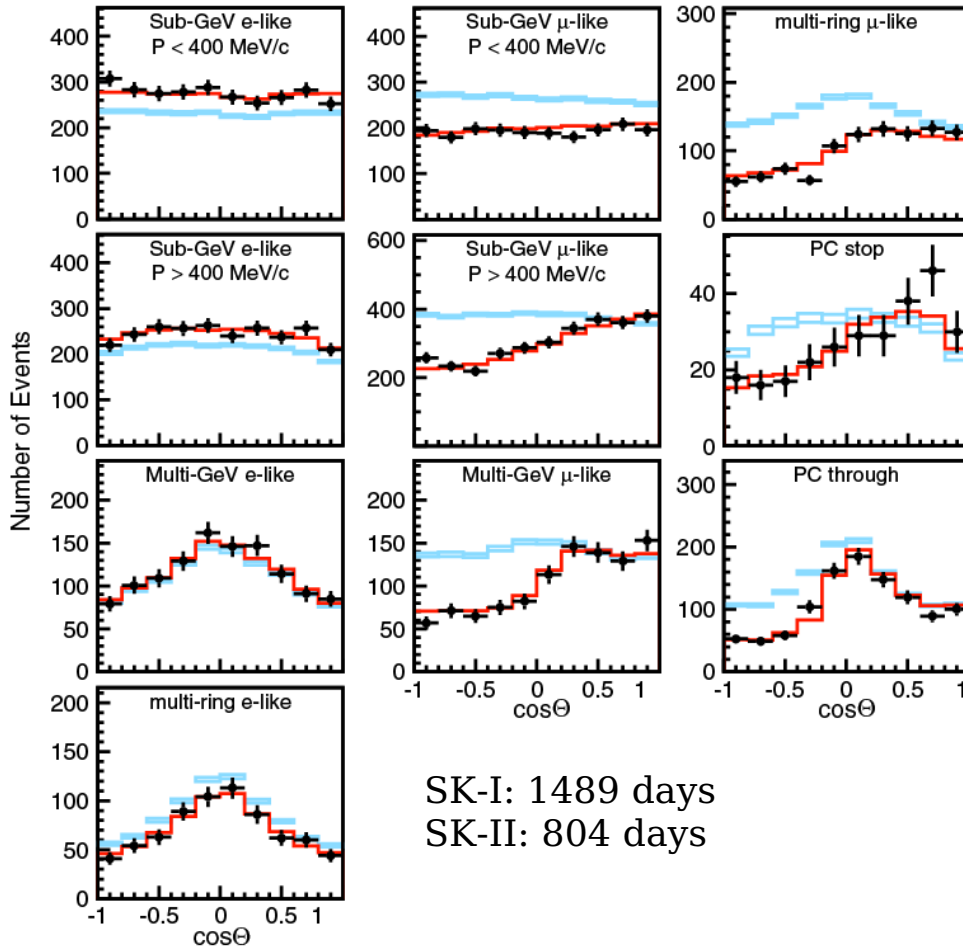 Number of Events
Sub-GeV e-like
P < 400 MeV/c
400
300
200
100
0
Sub-GeV μ-like
P < 400 MeV/c
400
300
200
100
0
multi-ring μ-like
300
200
100
0
Sub-GeV e-like
P > 400 MeV/c
400
300
200
100
0
Sub-GeV μ-like
P > 400 MeV/c
600
400
200
PC stop
60
40
20
0
Multi-GeV e-like
200
150
100
50
0
Multi-GeV μ-like
200
150
100
50
0
-1 -0.5 0 0.5 1
cosΘ
PC through
300
200
100
0
-1 -0.5 0 0.5 1
cosΘ
multi-ring e-like
200
150
100
50
0
-1 -0.5 0 0.5 1
cosΘ
SK-I: 1489 days
SK-II: 804 days